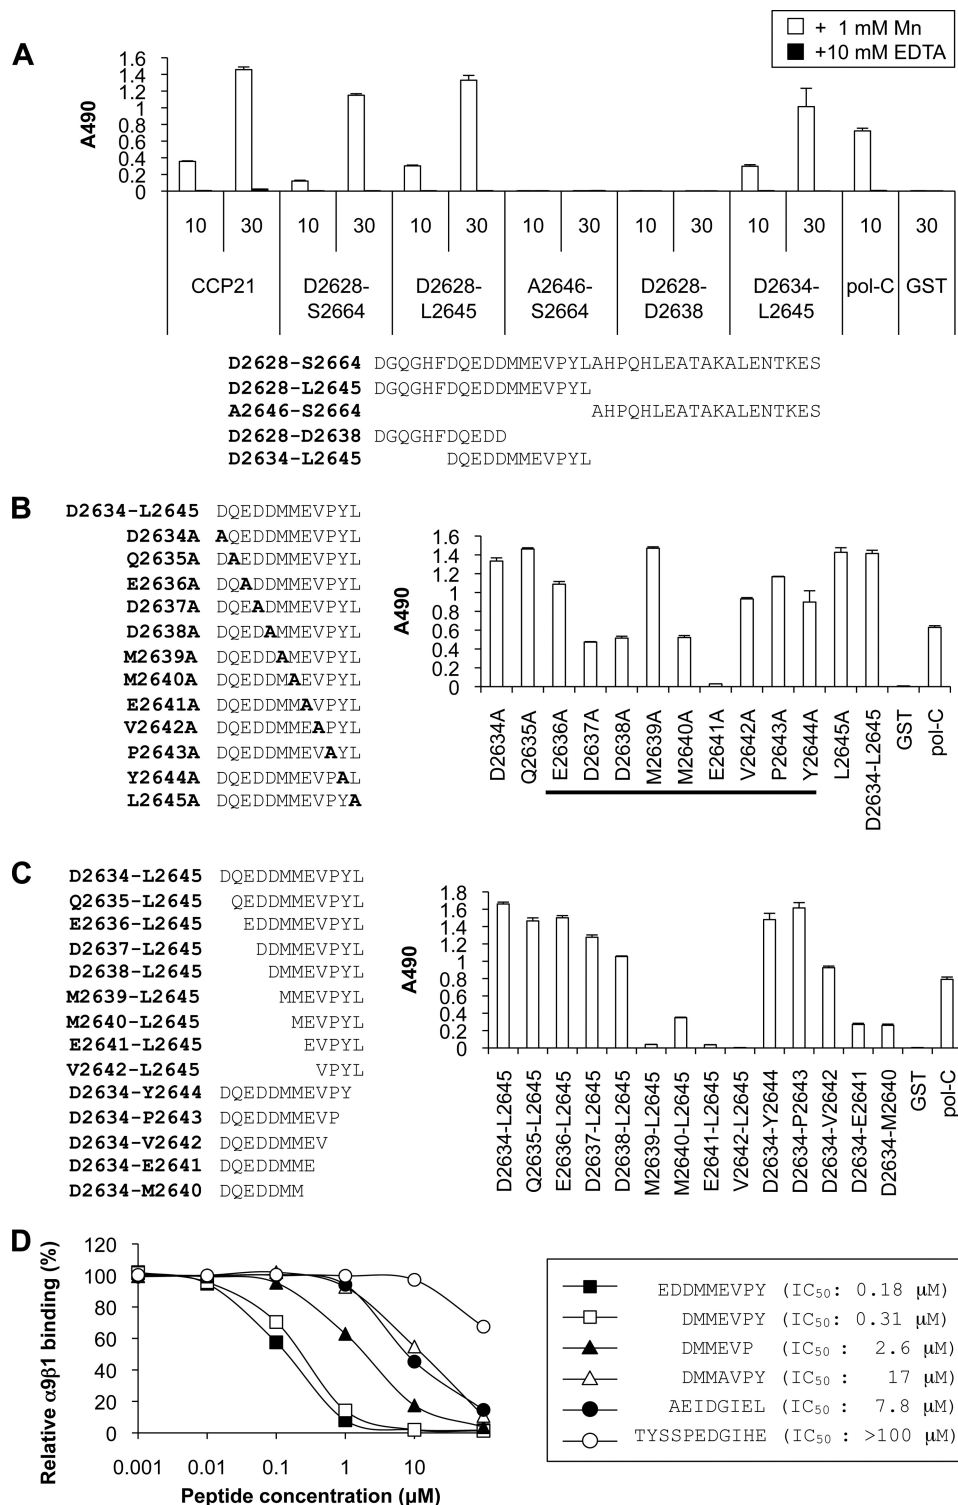 + 1 mM Mn
+10 mM EDTA
A
A490
1.6
1.4
1.2
1
0.8
0.6
0.4
0.2
0
10 30 10 30 10 30 10 30 10 30 10 30 10 30
CCP21 D2628-S2664 D2628-L2645 A2646-S2664 D2628-D2638 D2634-L2645 pol-C GST
D2628-S2664 DGQGHFDQEDDMMEVPYLAHPQHLEATAKALENTKES
D2628-L2645 DGQGHFDQEDDMMEVPYL
A2646-S2664 AHPQHLEATAKALENTKES
D2628-D2638 DGQGHFDQEDD
D2634-L2645 DQEDDMMEVPYL
B
D2634-L2645 DQEDDMMEVPYL
D2634A AQEDDMMEVPYL
Q2635A DAEDDMMEVPYL
E2636A DQADDMMEVPYL
D2637A DQEADMMEVPYL
D2638A DQEDAMMEVPYL
M2639A DQEDDAMEVPYL
M2640A DQEDDMAEVPYL
E2641A DQEDDMMAVPYL
V2642A DQEDDMMEAPYL
P2643A DQEDDMMEVAYL
Y2644A DQEDDMMEVPAL
L2645A DQEDDMMEVPYA
A490
1.6
1.4
1.2
1
0.8
0.6
0.4
0.2
0
D2634A
Q2635A
E2636A
D2637A
D2638A
M2639A
M2640A
E2641A
V2642A
P2643A
Y2644A
L2645A
D2634-L2645
GST
pol-C
C
D2634-L2645 DQEDDMMEVPYL
Q2635-L2645 QEDDMMEVPYL
E2636-L2645 EDDMMEVPYL
D2637-L2645 DDMMEVPYL
D2638-L2645 DMMEVPYL
M2639-L2645 MMEVPYL
M2640-L2645 MEVPYL
E2641-L2645 EVPYL
V2642-L2645 VPYL
D2634-Y2644 DQEDDMMEVPY
D2634-P2643 DQEDDMMEVP
D2634-V2642 DQEDDMMEV
D2634-E2641 DQEDDMME
D2634-M2640 DQEDDMM
A490
1.8
1.6
1.4
1.2
1
0.8
0.6
0.4
0.2
0
D2634-L2645
Q2635-L2645
E2636-L2645
D2637-L2645
D2638-L2645
M2639-L2645
M2640-L2645
E2641-L2645
V2642-L2645
D2634-Y2644
D2634-P2643
D2634-V2642
D2634-E2641
D2634-M2640
GST
pol-C
D
Relative α9β1 binding (%)
120
100
80
60
40
20
0
0.001 0.01 0.1 1 10
Peptide concentration (µM)
EDDMMEVPY (IC50: 0.18 µM)
DMMEVPY (IC50: 0.31 µM)
DMMEVP (IC50 : 2.6 µM)
DMMAVPY (IC50 : 17 µM)
AEIDGIEL (IC50 : 7.8 µM)
TYSSPEDGIHE (IC50 : >100 µM)